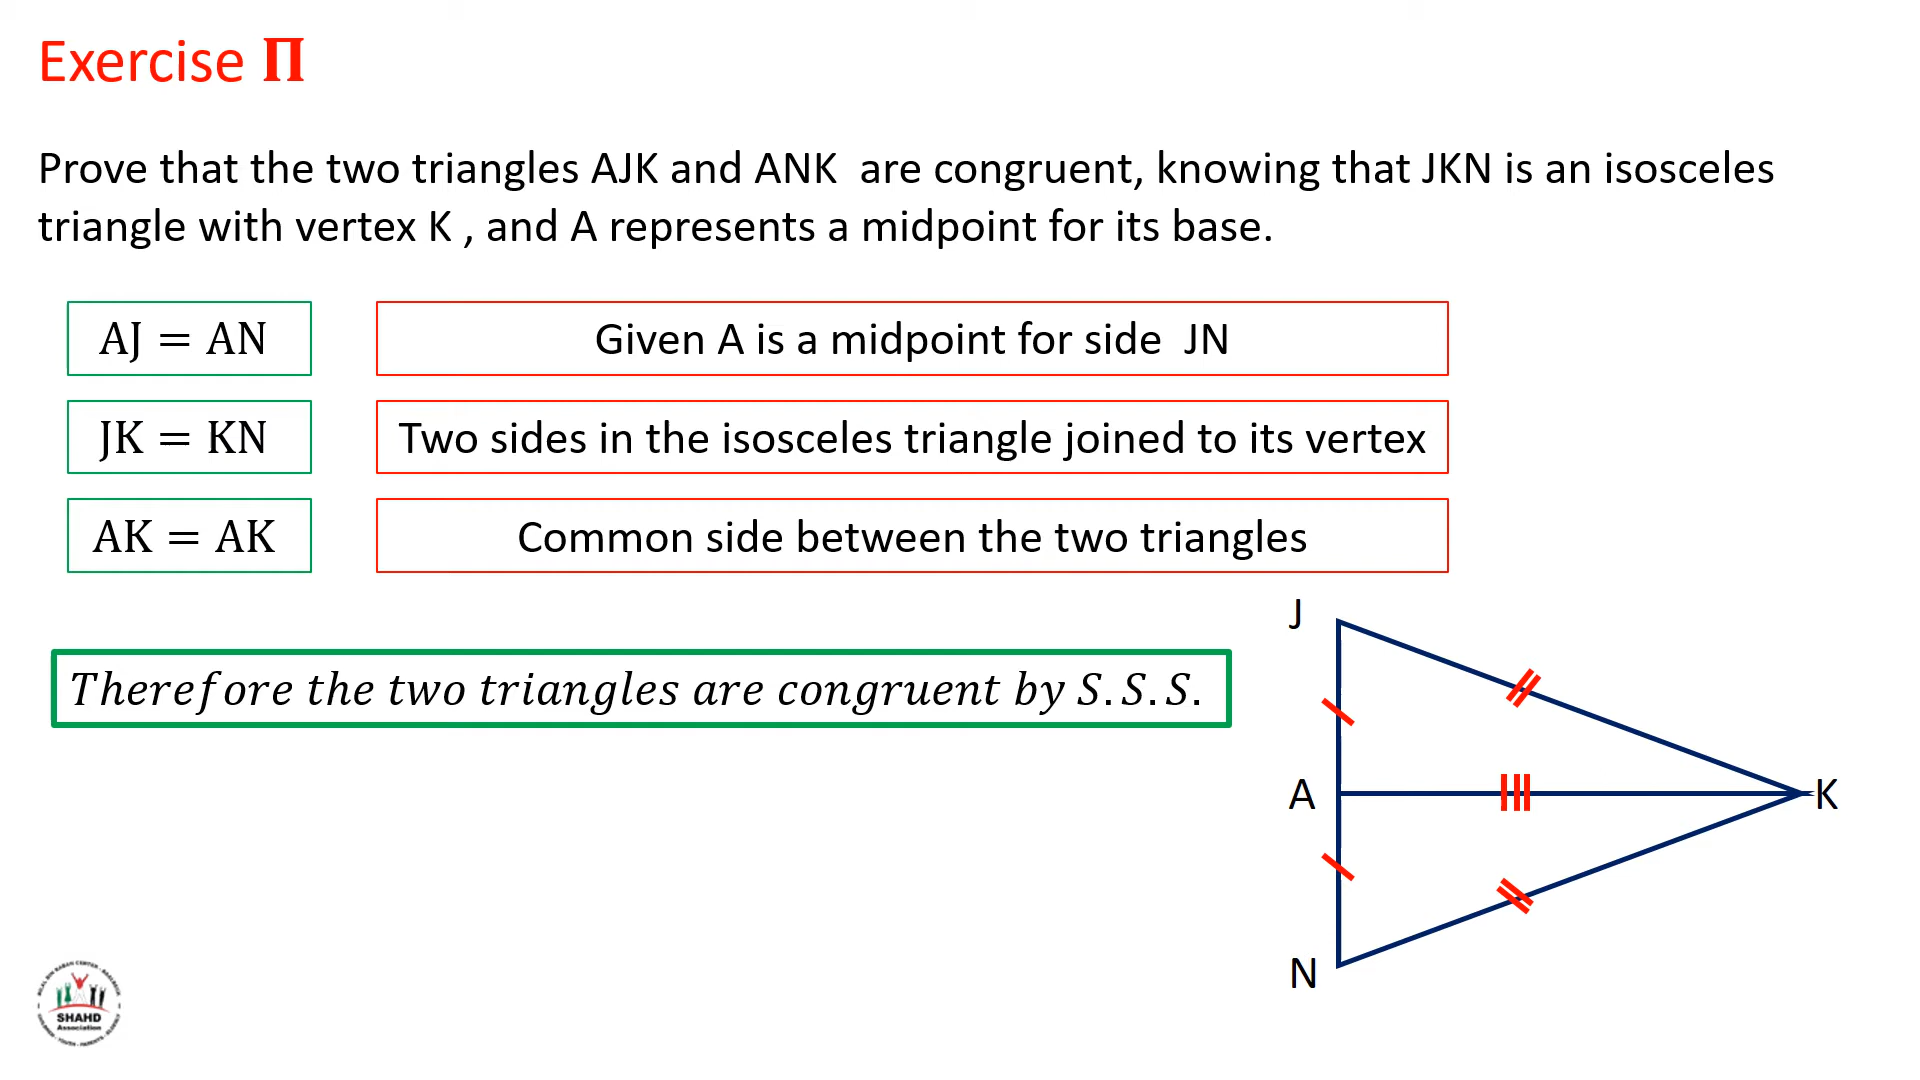 Exercise Π
Prove that the two triangles AJK and ANK are congruent, knowing that JKN is an isosceles
triangle with vertex K , and A represents a midpoint for its base.
AJ = AN
Given A is a midpoint for side JN
JK = KN
Two sides in the isosceles triangle joined to its vertex
AK = AK
Common side between the two triangles
Therefore the two triangles are congruent by S.S.S.
J
A
K
N
SHAHD
Association